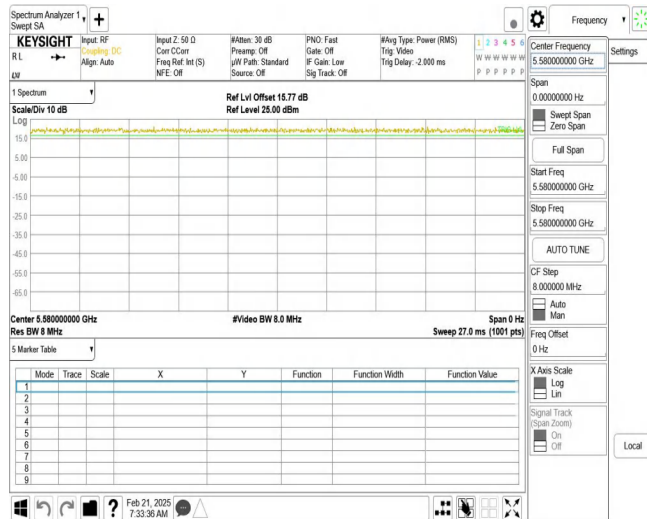 Spectrum Analyzer 1
Swept SA
Frequency
KEYSIGHT
R L
Input: RF
Coupling: DC
Align: Auto
Input Z: 50 Ω
Corr CCorr
Freq Ref: Int (S)
NFE: Off
#Atten: 30 dB
Preamp: Off
µW Path: Standard
Source: Off
PNO: Fast
Gate: Off
IF Gain: Low
Sig Track: Off
#Avg Type: Power (RMS)
Trig: Video
Trig Delay: -2.000 ms
1 2 3 4 5 6
W W W W W W
P P P P P P
Center Frequency
5.580000000 GHz
Settings
Span
0.00000000 Hz
Swept Span
Zero Span
Full Span
Start Freq
5.580000000 GHz
Stop Freq
5.580000000 GHz
AUTO TUNE
CF Step
8.000000 MHz
Auto
Man
Freq Offset
0 Hz
X Axis Scale
Log
Lin
Signal Track
(Span Zoom)
On
Off
Local
1 Spectrum
Scale/Div 10 dB
Ref Lvl Offset 15.77 dB
Ref Level 25.00 dBm
Log
15.0
5.00
-5.00
-15.0
-25.0
-35.0
-45.0
-55.0
-65.0
Center 5.580000000 GHz
#Video BW 8.0 MHz
Span 0 Hz
Res BW 8 MHz
Sweep 27.0 ms (1001 pts)
5 Marker Table
Mode Trace Scale X Y Function Function Width Function Value
1
2
3
4
5
6
7
8
9
Feb 21, 2025
7:33:36 AM